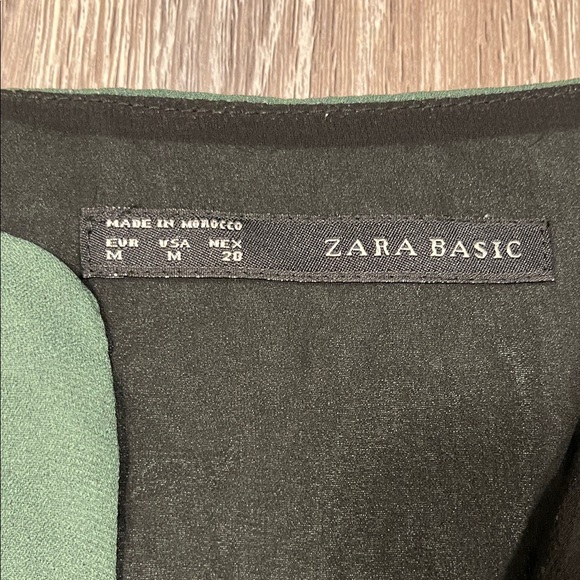 MADE IN MOROCCO
EUR USA MEX
M M 28
ZARA BASIC